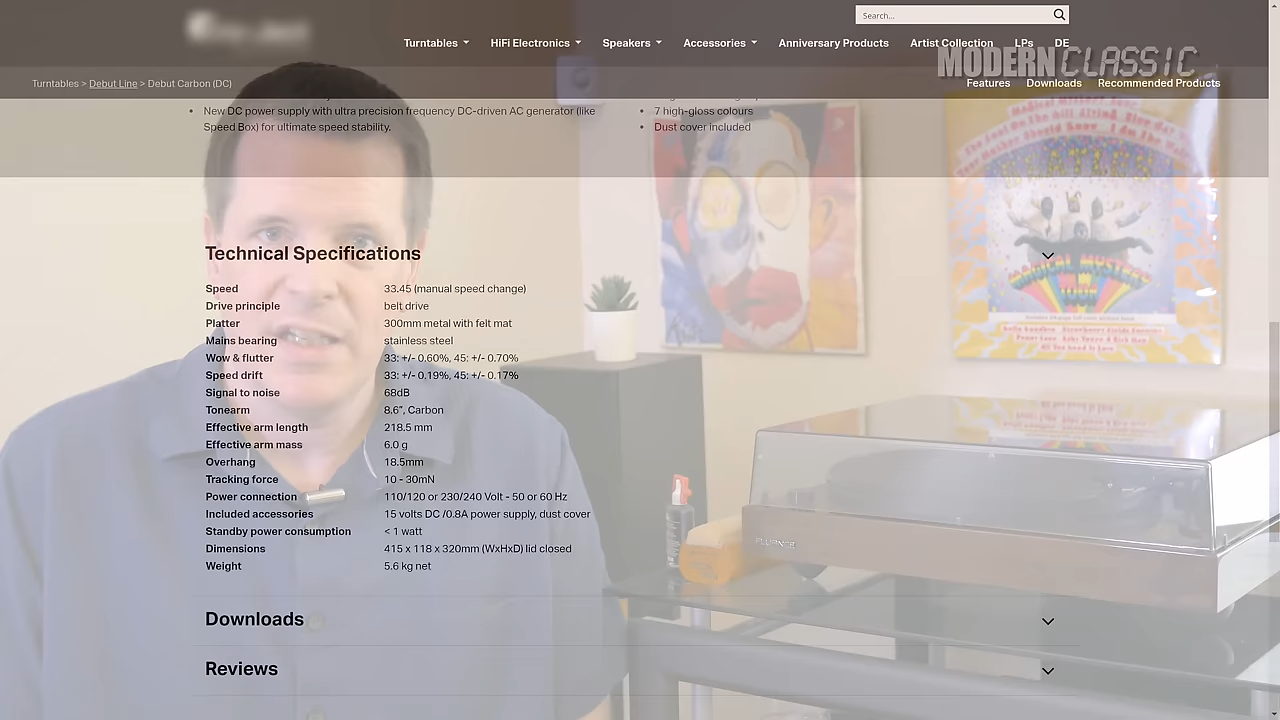 Search...
Turntables HiFi Electronics Speakers Accessories Anniversary Products Artist Collection LPs DE
MODERN CLASSIC
Turntables > Debut Line > Debut Carbon (DC) Features Downloads Recommended Products
• New DC power supply with ultra precision frequency DC-driven AC generator (like
Speed Box) for ultimate speed stability.
• 7 high-gloss colours
• Dust cover included
Technical Specifications
Speed 33.45 (manual speed change)
Drive principle belt drive
Platter 300mm metal with felt mat
Mains bearing stainless steel
Wow & flutter 33: +/- 0.60%, 45: +/- 0.70%
Speed drift 33: +/- 0.19%, 45: +/- 0.17%
Signal to noise 68dB
Tonearm 8.6”, Carbon
Effective arm length 218.5 mm
Effective arm mass 6.0 g
Overhang 18.5mm
Tracking force 10 - 30mN
Power connection 110/120 or 230/240 Volt - 50 or 60 Hz
Included accessories 15 volts DC /0.8A power supply, dust cover
Standby power consumption < 1 watt
Dimensions 415 x 118 x 320mm (WxHxD) lid closed
Weight 5.6 kg net
Downloads
Reviews
MAGICAL MYSTERY
TOUR
FLUANCE